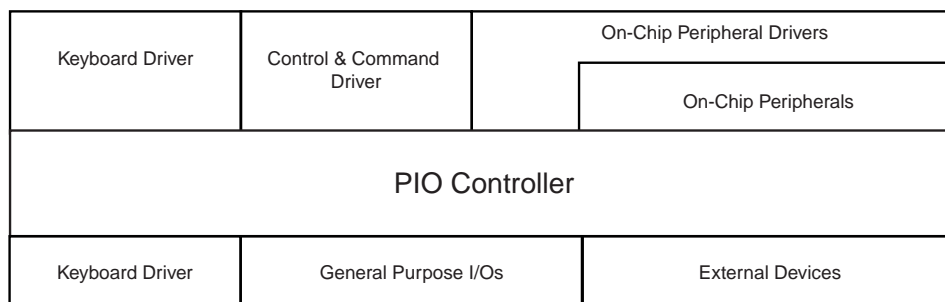 On-Chip Peripheral Drivers
Keyboard Driver
Control & Command
Driver
On-Chip Peripherals
PIO Controller
Keyboard Driver
General Purpose I/Os
External Devices